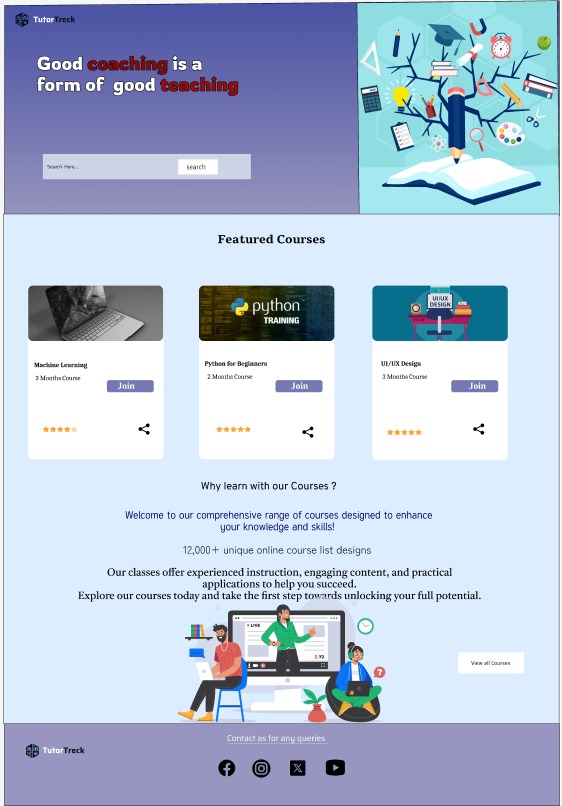 TutorTreck
Good coaching is a
form of good teaching
Search Here...
search
Featured Courses
python
TRAINING
UI/UX
DESIGN
Machine Learning
3 Months Course
Join
Python for Beginners
2 Months Course
Join
UI/UX Design
3 Months Course
Join
Why learn with our Courses ?
Welcome to our comprehensive range of courses designed to enhance
your knowledge and skills!
12,000+ unique online course list designs
Our classes offer experienced instruction, engaging content, and practical
applications to help you succeed.
Explore our courses today and take the first step towards unlocking your full potential.
LIVE
72
?
View all Courses
Contact as for any queries
TutorTreck